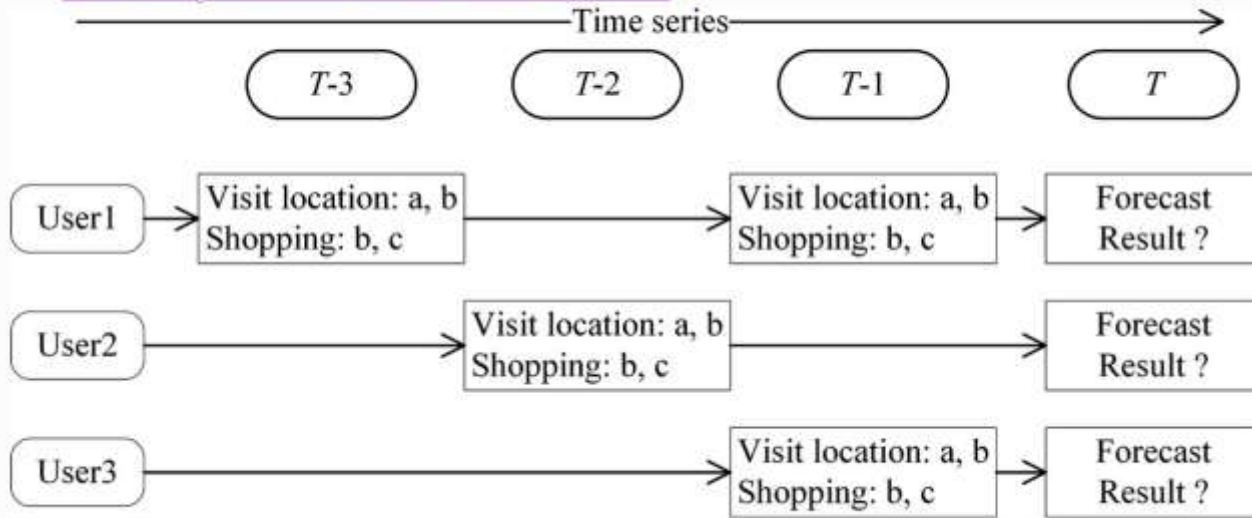 Time series
T-3 T-2 T-1 T
User1
Visit location: a, b
Shopping: b, c
Visit location: a, b
Shopping: b, c
Forecast
Result ?
User2
Visit location: a, b
Shopping: b, c
Forecast
Result ?
User3
Visit location: a, b
Shopping: b, c
Forecast
Result ?